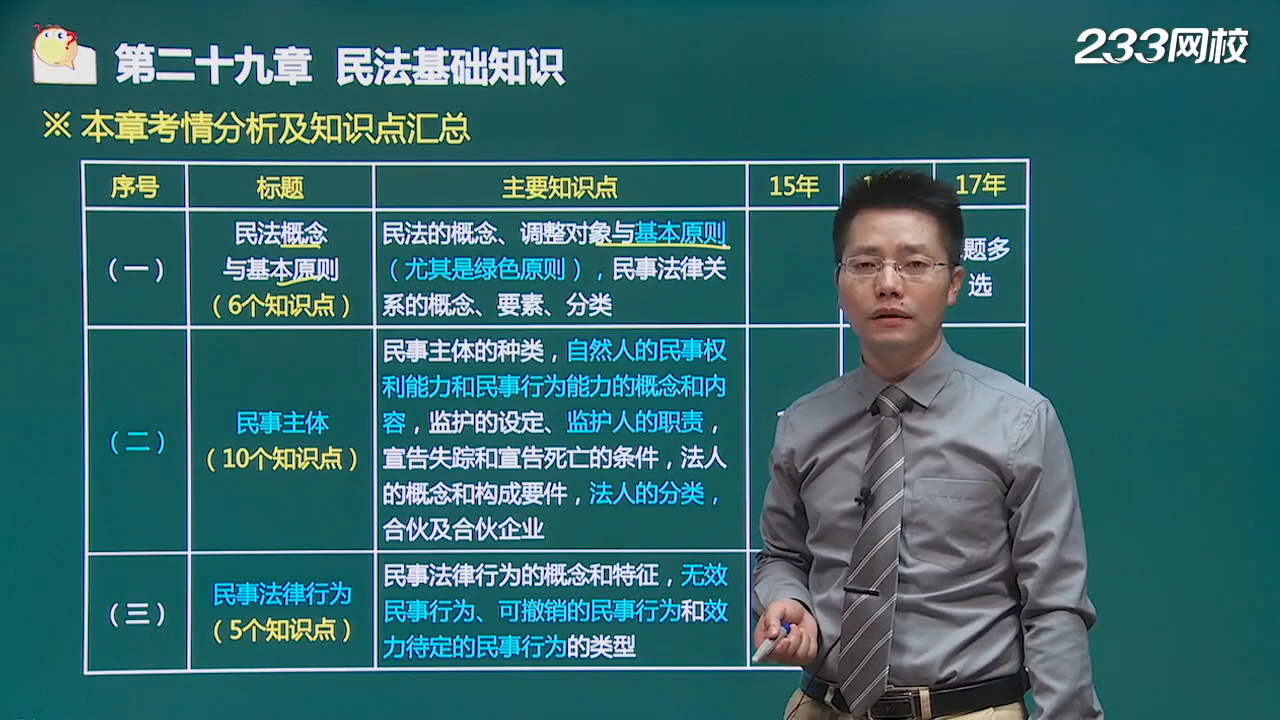 233网校
第二十九章 民法基础知识
※ 本章考情分析及知识点汇总
序号 标题 主要知识点 15年 17年
(一)
民法概念
与基本原则
(6个知识点)
民法的概念、调整对象与基本原则
(尤其是绿色原则),民事法律关
系的概念、要素、分类
题多
选
(二)
民事主体
(10个知识点)
民事主体的种类,自然人的民事权
利能力和民事行为能力的概念和内
容,监护的设定、监护人的职责,
宣告失踪和宣告死亡的条件,法人
的概念和构成要件,法人的分类,
合伙及合伙企业
(三)
民事法律行为
(5个知识点)
民事法律行为的概念和特征,无效
民事行为、可撤销的民事行为和效
力待定的民事行为的类型